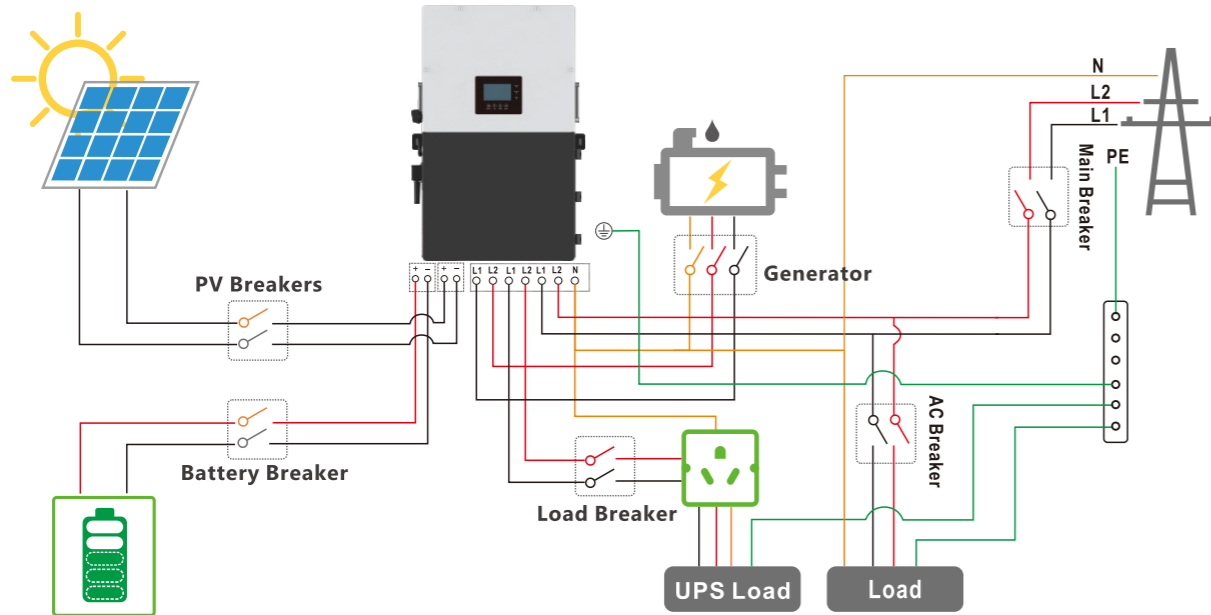 N
L2
L1
PE
Main Breaker
Generator
+ − + − L1 L2 L1 L2 L1 L2 N
PV Breakers
AC Breaker
Battery Breaker
Load Breaker
UPS Load
Load